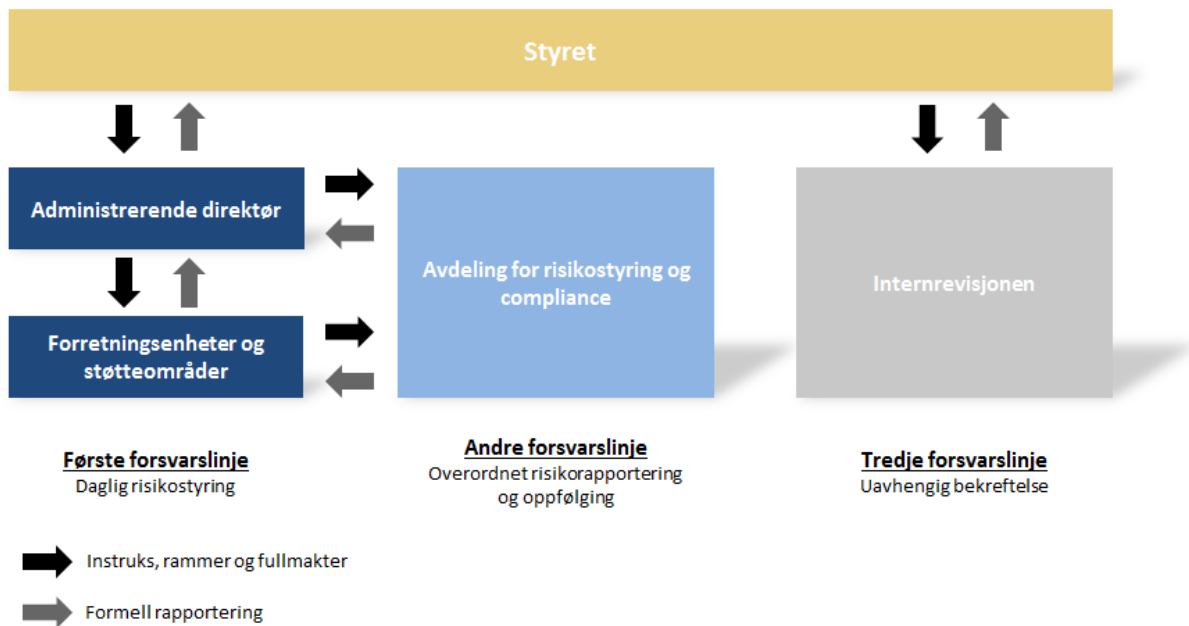 Styret
Administrerende direktør
Avdeling for risikostyring og
compliance
Internrevisjonen
Forretningsenheter og
støtteområder
Første forsvarslinje
Daglig risikostyring
Andre forsvarslinje
Overordnet risikorapportering
og oppfølging
Tredje forsvarslinje
Uavhengig bekreftelse
Instruks, rammer og fullmakter
Formell rapportering